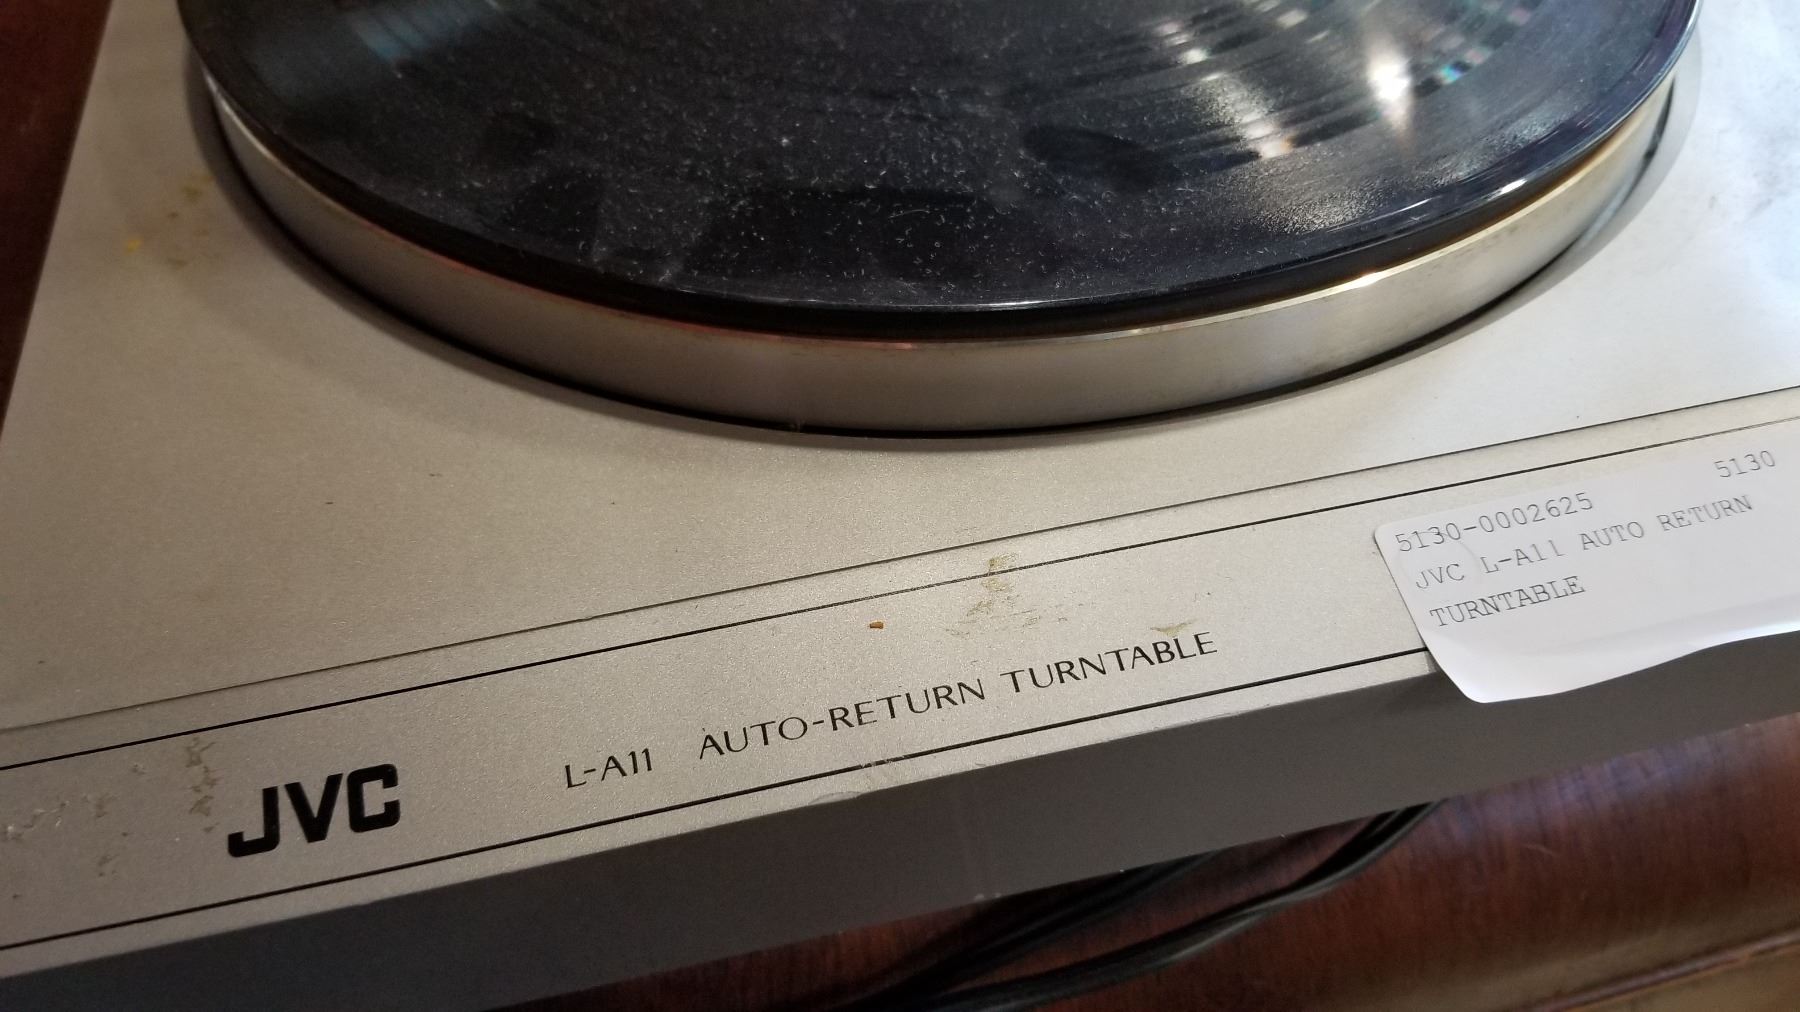 JVC L-A11 AUTO-RETURN TURNTABLE
5130-0002625 5130
JVC L-A11 AUTO RETURN
TURNTABLE